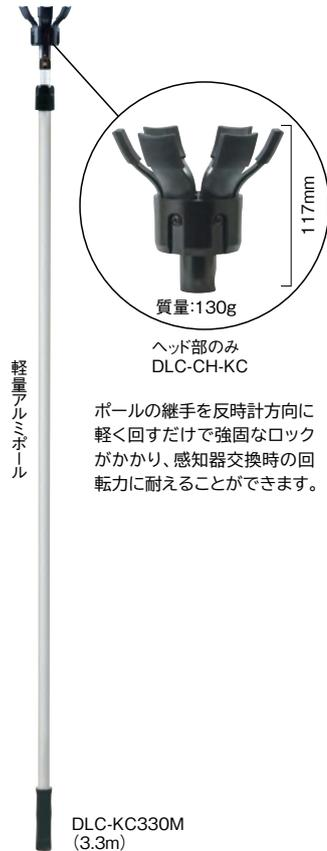 117mm
質量:130g
ヘッド部のみ
DLC-CH-KC
軽量アルミポール
ポールの継手を反時計方向に
軽く回すだけで強固なロック
がかかり、感知器交換時の回
転力に耐えることができます。
DLC-KC330M
(3.3m)